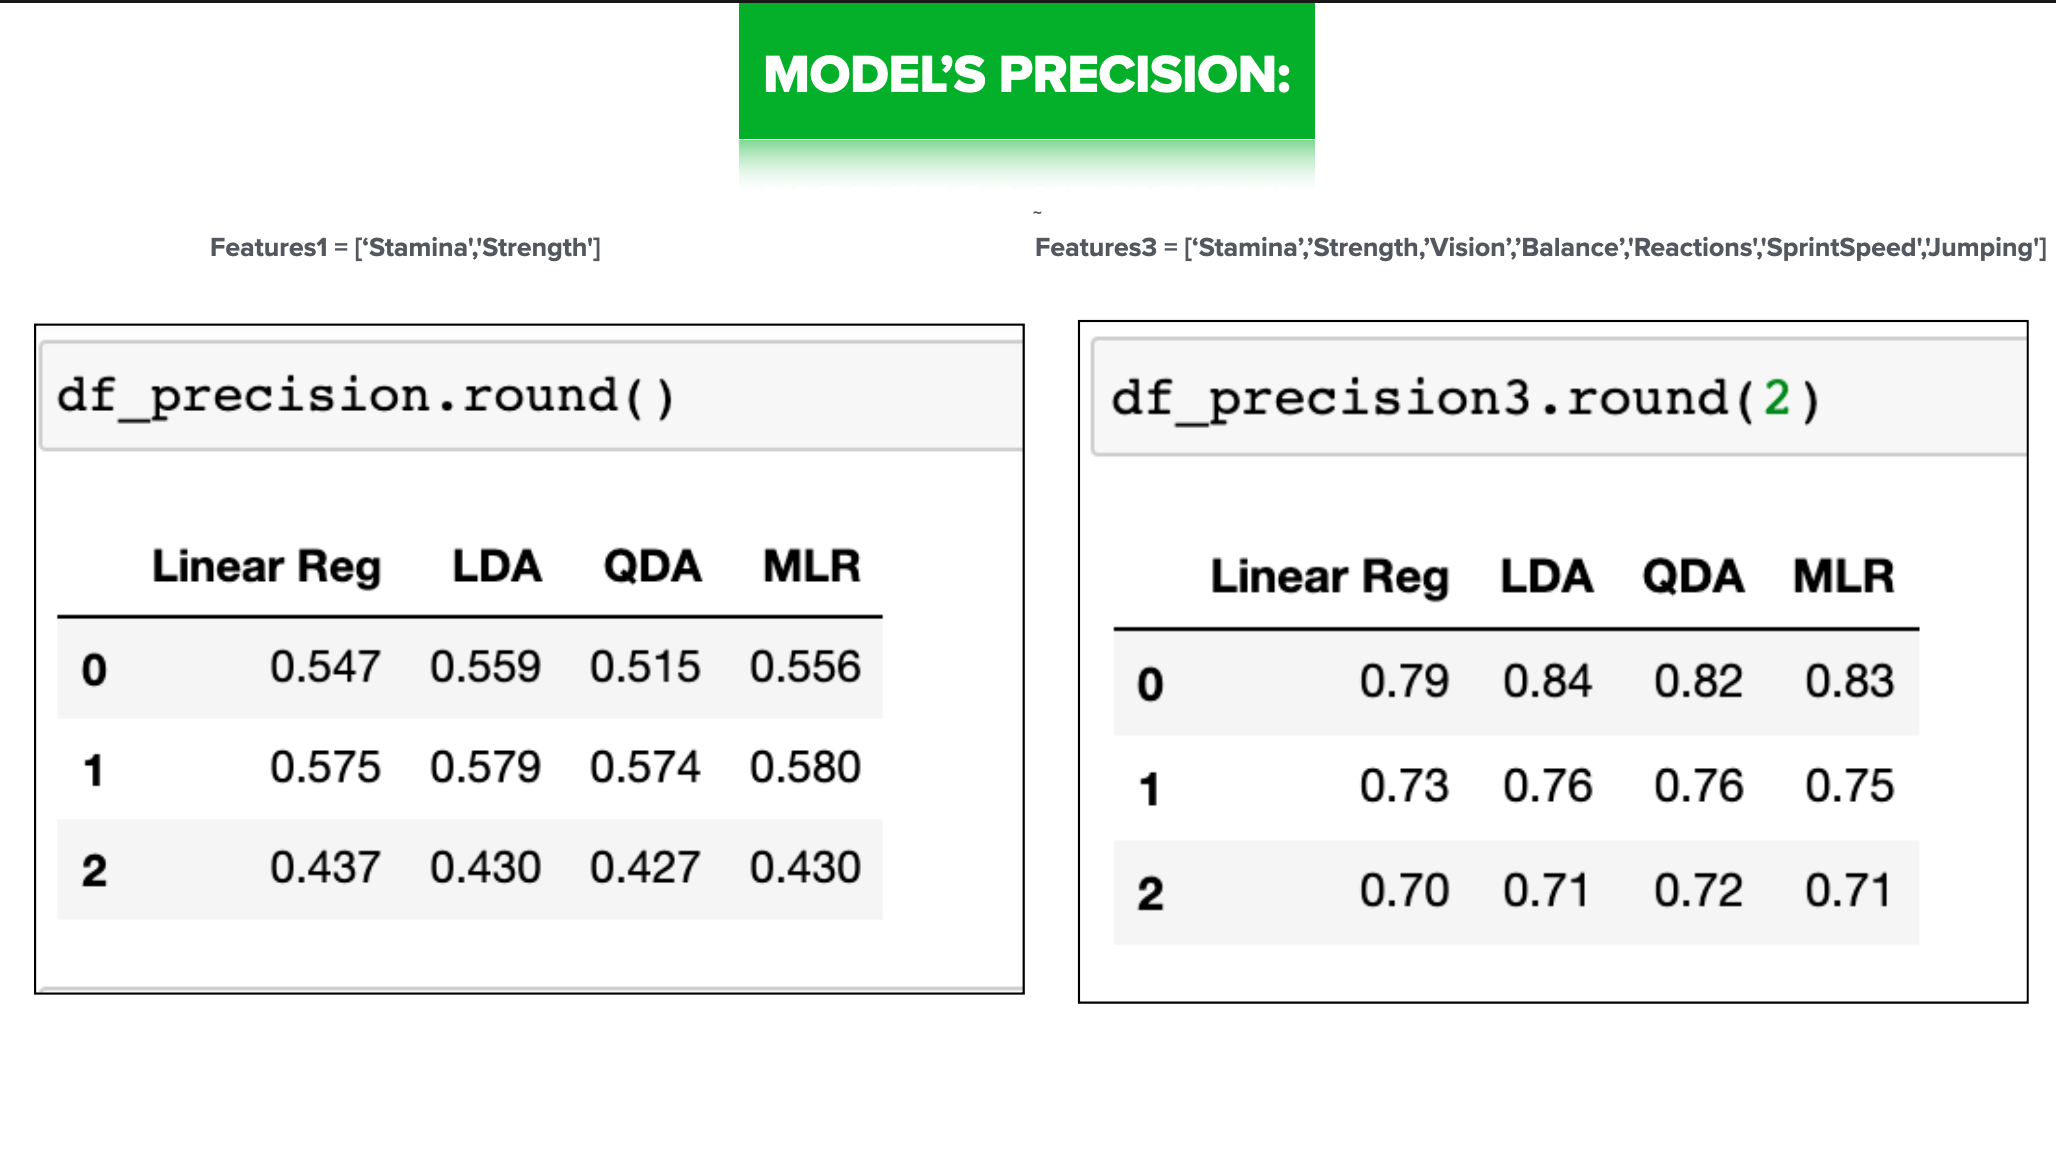 MODEL’S PRECISION:
~
Features1 = [‘Stamina','Strength']
Features3 = [‘Stamina’,’Strength,’Vision’,’Balance’,'Reactions','SprintSpeed','Jumping']
df_precision.round()
Linear Reg LDA QDA MLR
0 0.547 0.559 0.515 0.556
1 0.575 0.579 0.574 0.580
2 0.437 0.430 0.427 0.430
df_precision3.round(2)
Linear Reg LDA QDA MLR
0 0.79 0.84 0.82 0.83
1 0.73 0.76 0.76 0.75
2 0.70 0.71 0.72 0.71